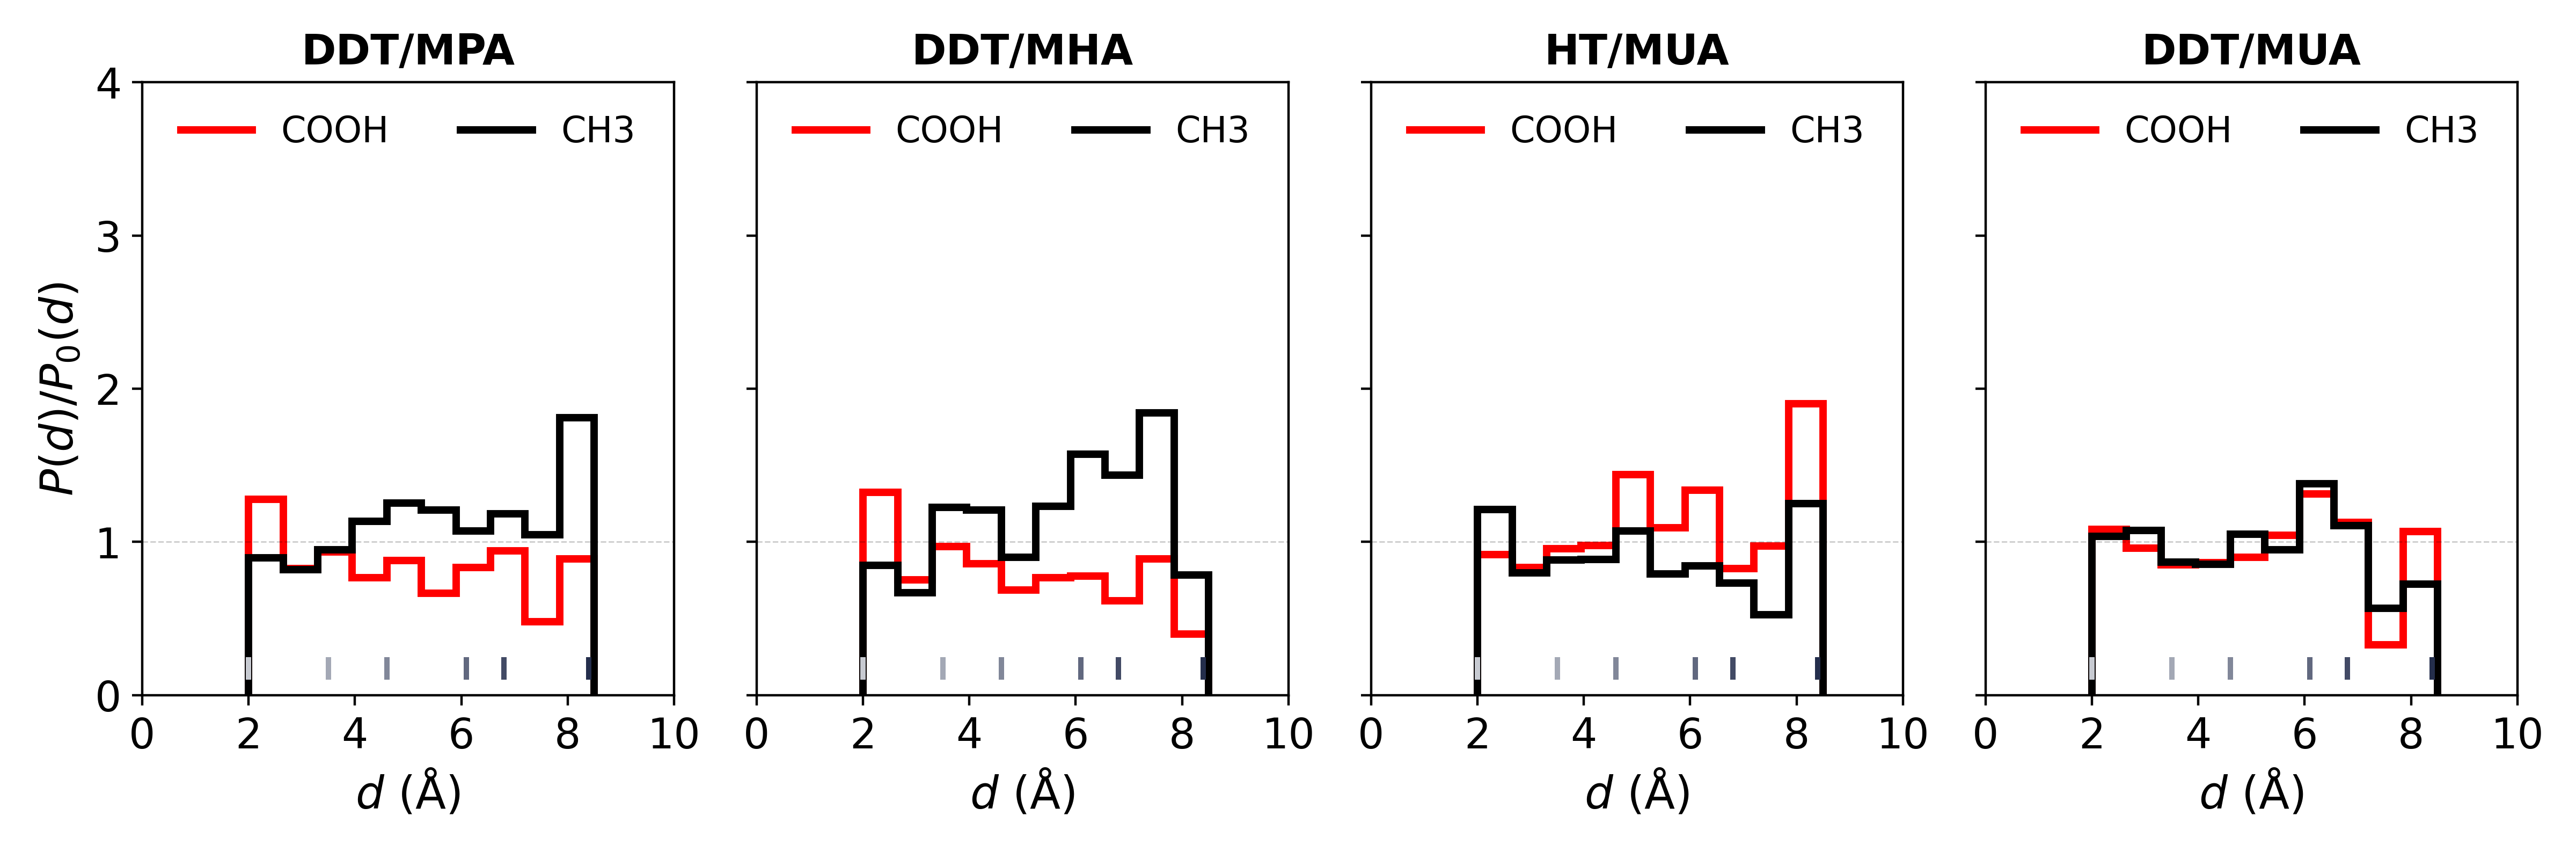 DDT/MPA DDT/MHA HT/MUA DDT/MUA
COOH CH3 COOH CH3 COOH CH3 COOH CH3
4
3
2
1
0
P(d)/P₀(d)
0 2 4 6 8 10 0 2 4 6 8 10 0 2 4 6 8 10 0 2 4 6 8 10
d (Å) d (Å) d (Å) d (Å)